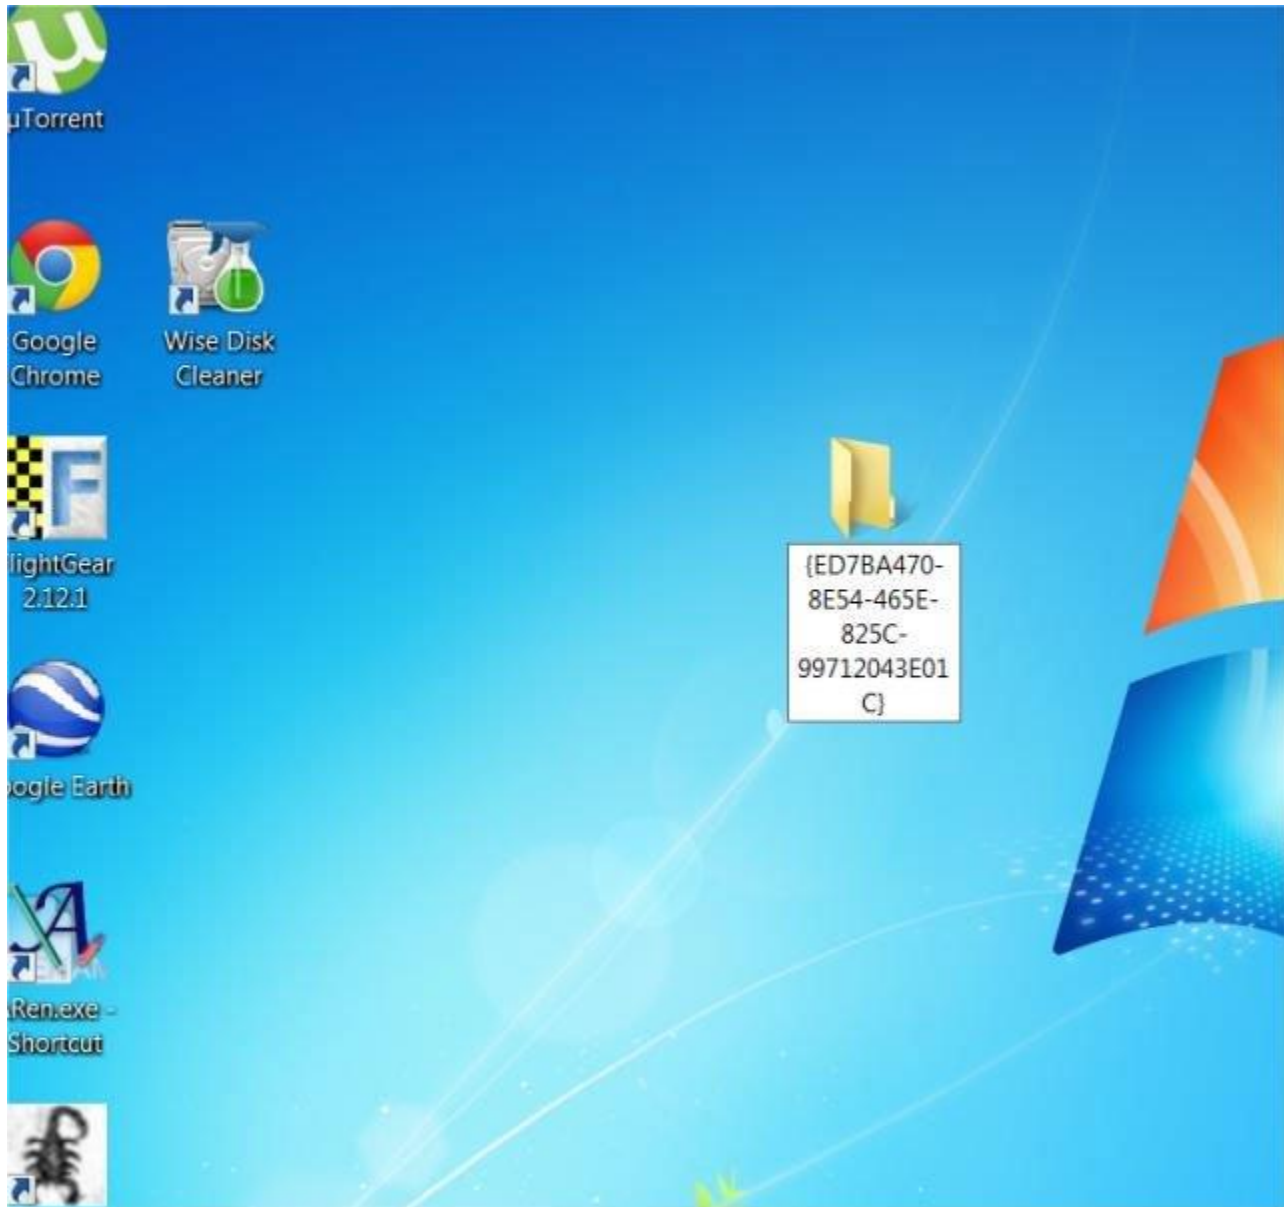 µTorrent
Google
Chrome
Wise Disk
Cleaner
lightGear
2.12.1
{ED7BA470-
8E54-465E-
825C-
99712043E01
C}
oogle Earth
ARen.exe -
Shortcut